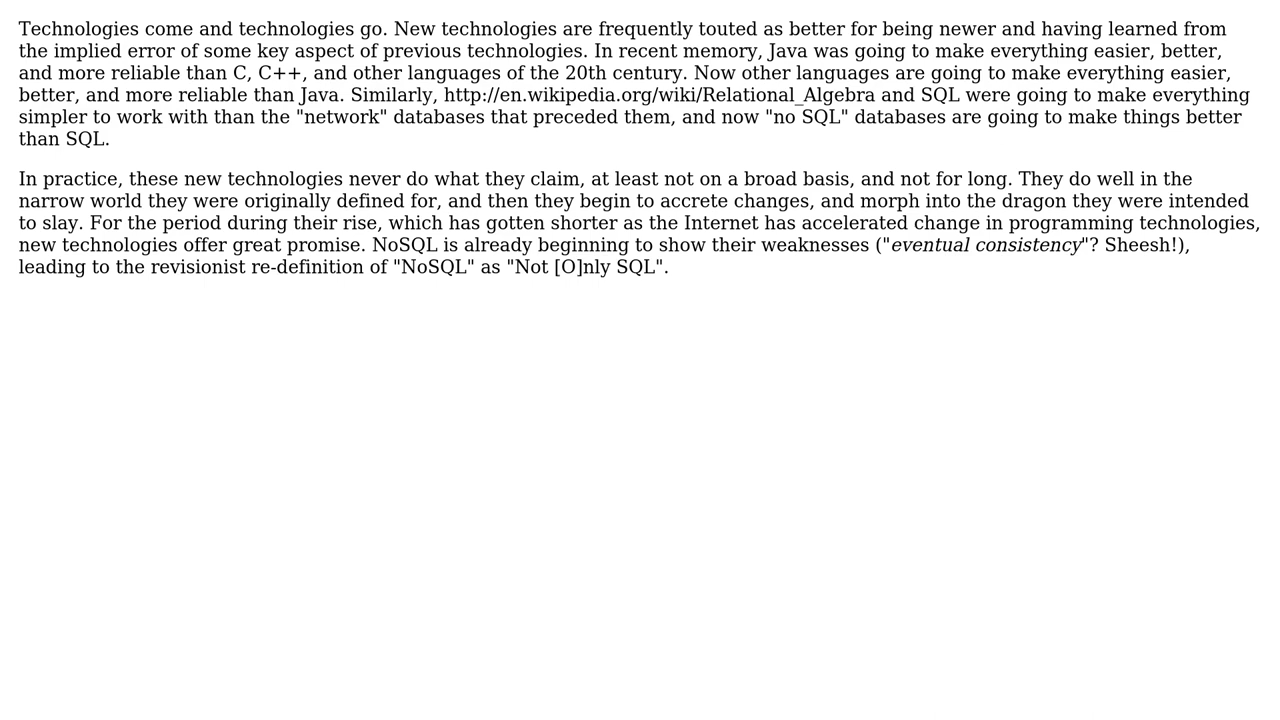 Technologies come and technologies go. New technologies are frequently touted as better for being newer and having learned from
the implied error of some key aspect of previous technologies. In recent memory, Java was going to make everything easier, better,
and more reliable than C, C++, and other languages of the 20th century. Now other languages are going to make everything easier,
better, and more reliable than Java. Similarly, http://en.wikipedia.org/wiki/Relational_Algebra and SQL were going to make everything
simpler to work with than the "network" databases that preceded them, and now "no SQL" databases are going to make things better
than SQL.
In practice, these new technologies never do what they claim, at least not on a broad basis, and not for long. They do well in the
narrow world they were originally defined for, and then they begin to accrete changes, and morph into the dragon they were intended
to slay. For the period during their rise, which has gotten shorter as the Internet has accelerated change in programming technologies,
new technologies offer great promise. NoSQL is already beginning to show their weaknesses ("eventual consistency"? Sheesh!),
leading to the revisionist re-definition of "NoSQL" as "Not [O]nly SQL".